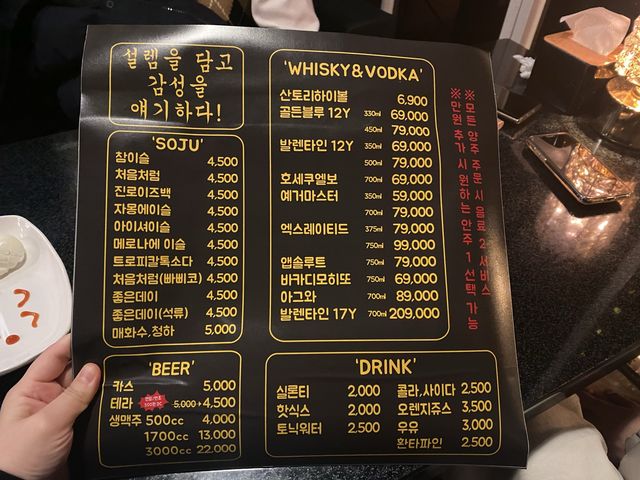 설렘을 담고
감성을
얘기하다!
'SOJU'
참이슬 4,500
처음처럼 4,500
진로이즈백 4,500
자몽에이슬 4,500
아이셔이슬 4,500
메로나에 이슬 4,500
트로피칼톡소다 4,500
처음처럼(빠삐코) 4,500
좋은데이 4,500
좋은데이(석류) 4,500
매화수,청하 5,000
'BEER'
카스 5,000
테라 5,000→4,500
생맥주 500cc 4,000
1700cc 13,000
3000cc 22,000
'WHISKY&VODKA'
산토리하이볼 6,900
골든블루 12Y 330ml 69,000
450ml 79,000
발렌타인 12Y 350ml 69,000
500ml 79,000
호세쿠엘보 700ml 69,000
예거마스터 350ml 59,000
700ml 79,000
엑스레이티드 375ml 79,000
750ml 99,000
앱솔루트 750ml 79,000
바카디모히또 750ml 69,000
아그와 700ml 89,000
발렌타인 17Y 700ml 209,000
※모든 양주 주문 시 음료 2 서비스
※만원 추가 시 원하는 안주 1 선택 가능
'DRINK'
실론티 2,000 콜라,사이다 2,500
핫식스 2,000 오렌지쥬스 3,500
토닉워터 2,500 우유 3,000
환타파인 2,500